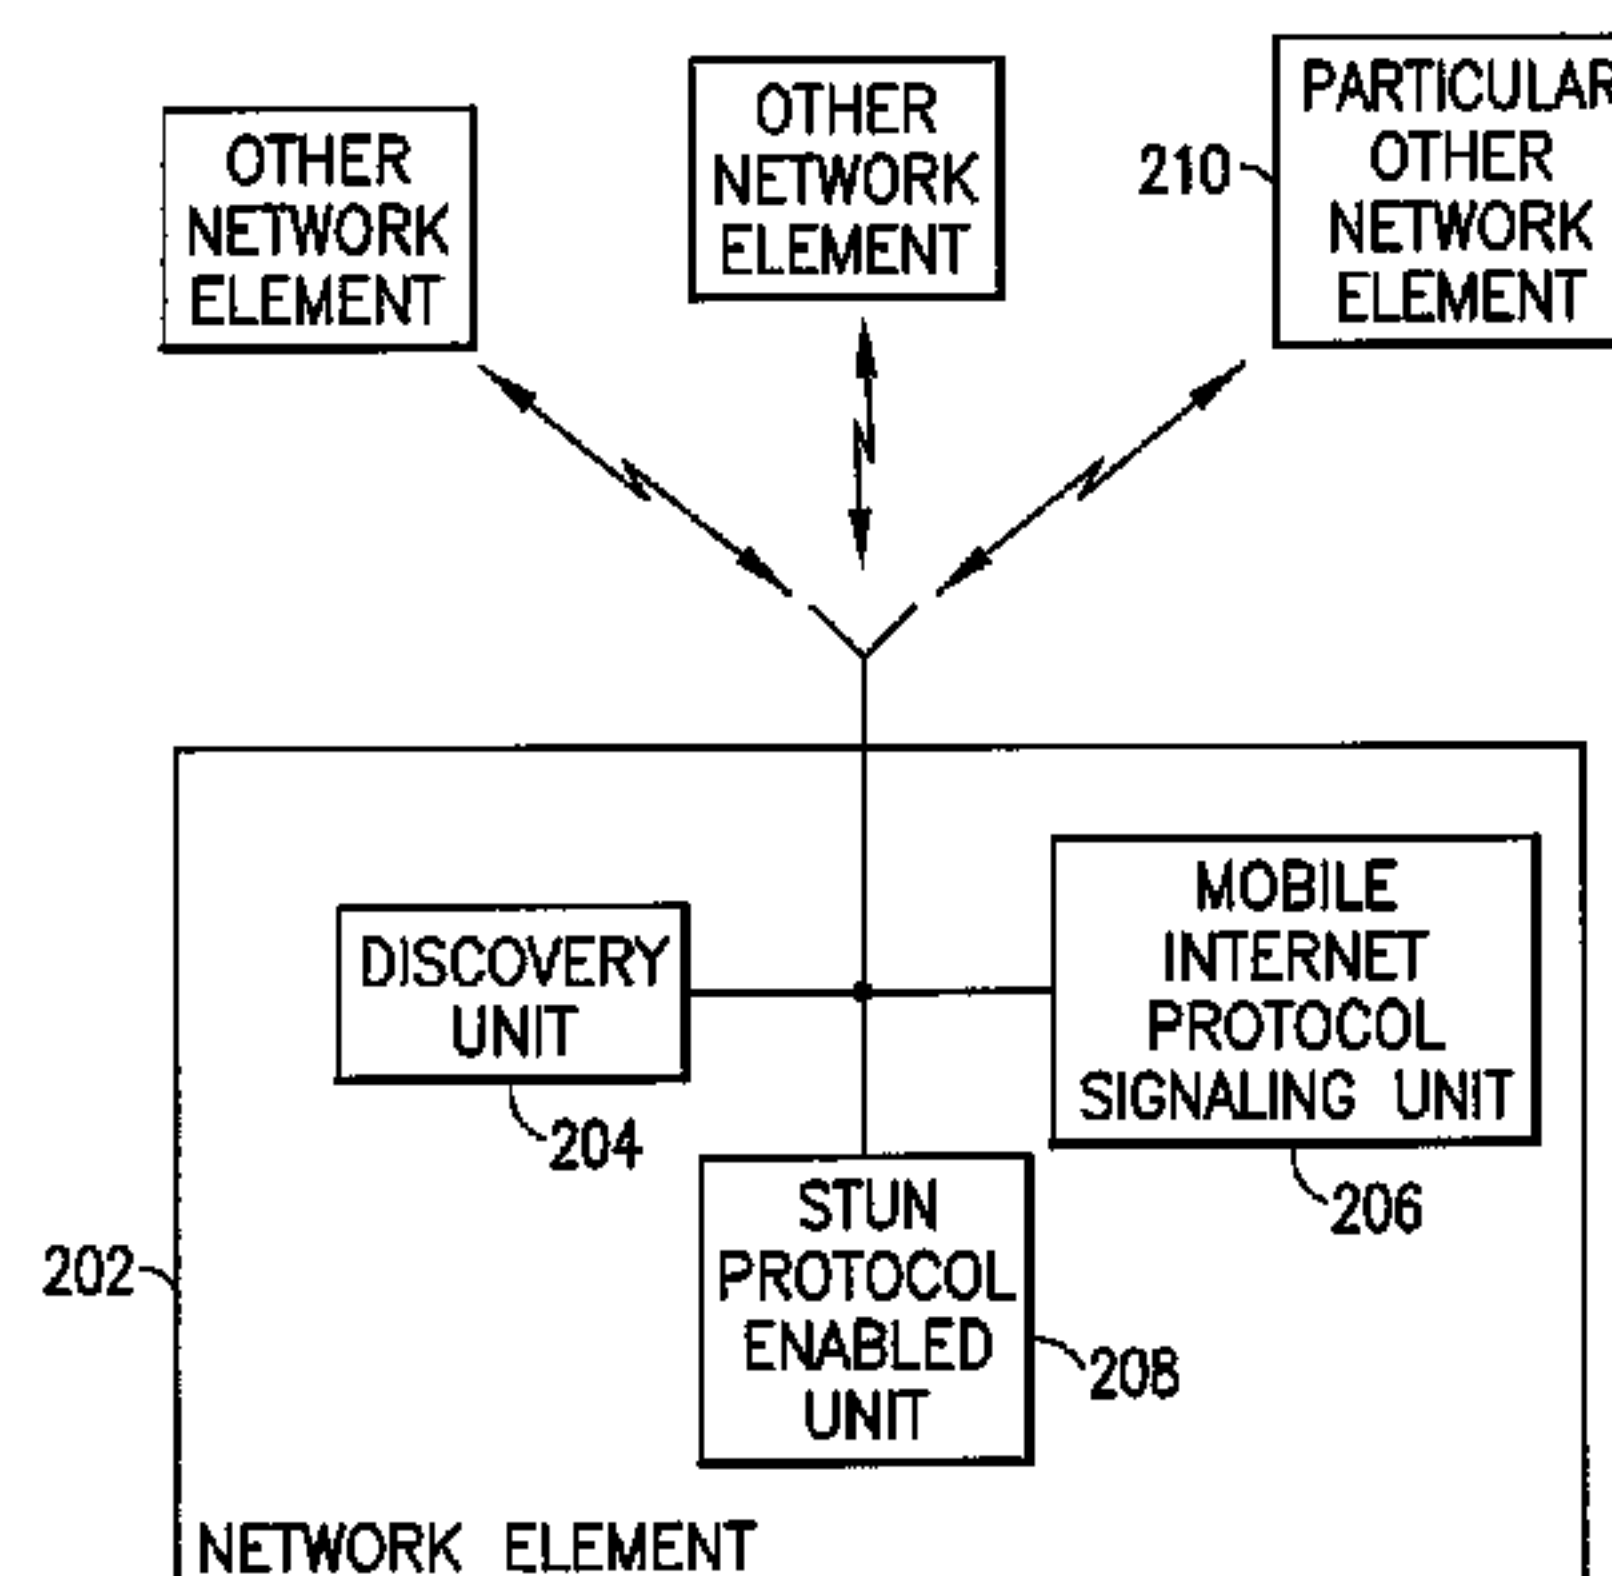 OTHER
NETWORK
ELEMENT
OTHER
NETWORK
ELEMENT
PARTICULAR
OTHER
NETWORK
ELEMENT
210
DISCOVERY
UNIT
204
MOBILE
INTERNET
PROTOCOL
SIGNALING UNIT
206
STUN
PROTOCOL
ENABLED
UNIT
208
202
NETWORK ELEMENT